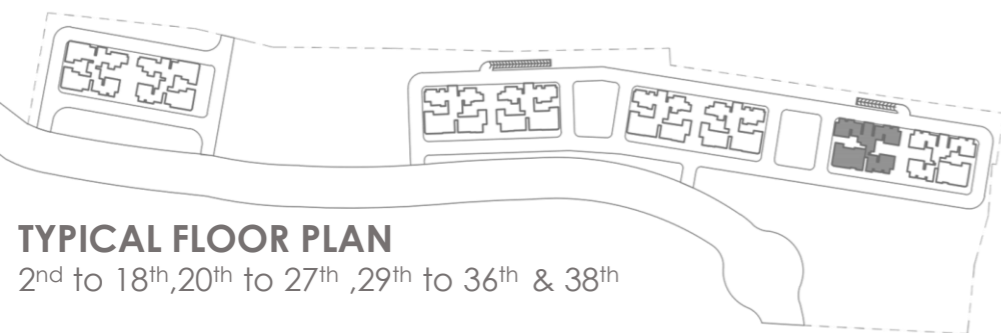 TYPICAL FLOOR PLAN
2nd to 18th,20th to 27th ,29th to 36th & 38th